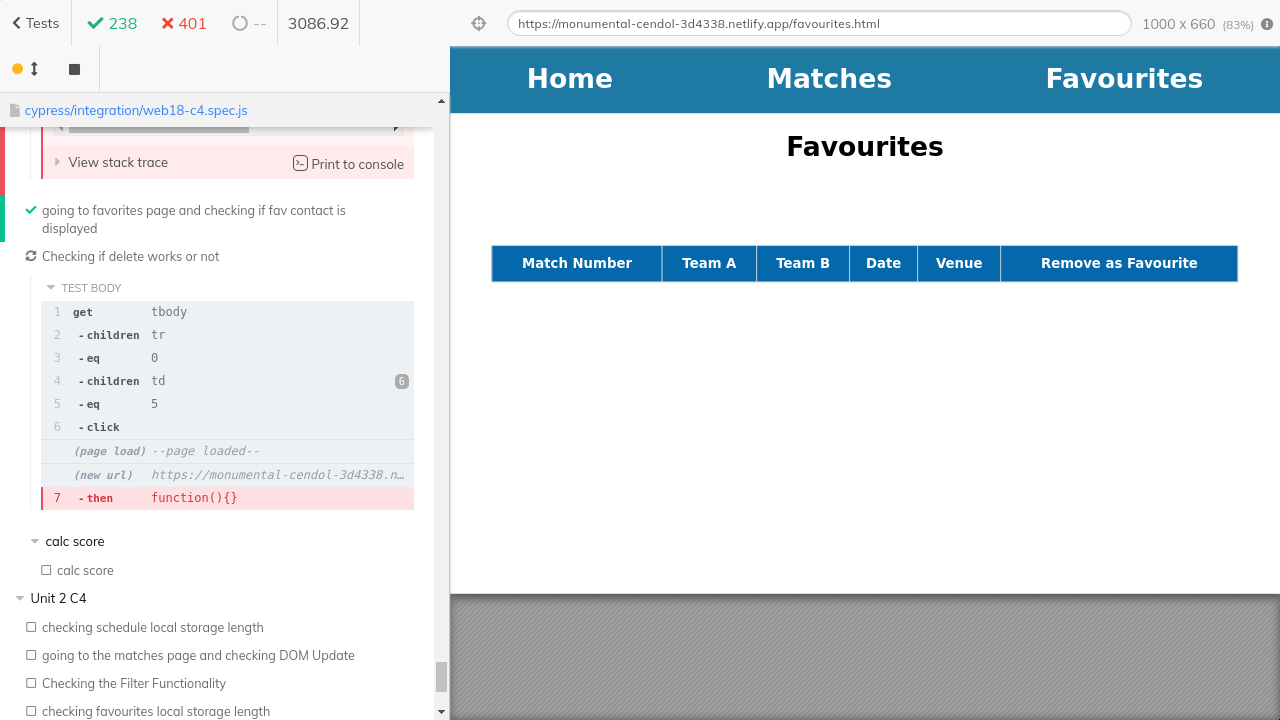 Tests
238
401
--
3086.92
https://monumental-cendol-3d4338.netlify.app/favourites.html
1000 x 660 (83%)
cypress/integration/web18-c4.spec.js
View stack trace
Print to console
going to favorites page and checking if fav contact is
displayed
Checking if delete works or not
TEST BODY
1 get tbody
2 - children tr
3 - eq 0
4 - children td 6
5 - eq 5
6 - click
(page load) --page loaded--
(new url) https://monumental-cendol-3d4338.n…
7 - then function(){}
calc score
calc score
Unit 2 C4
checking schedule local storage length
going to the matches page and checking DOM Update
Checking the Filter Functionality
checking favourites local storage length
Home Matches Favourites
Favourites
Match Number Team A Team B Date Venue Remove as Favourite